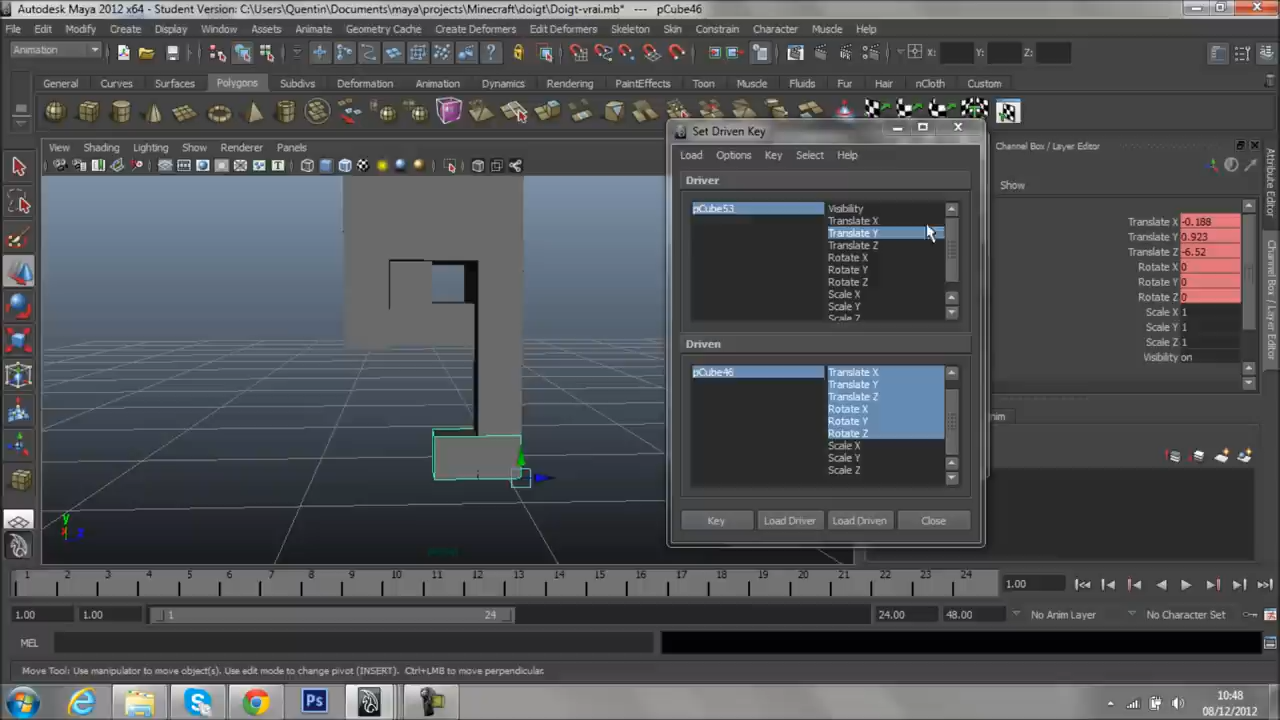 Autodesk Maya 2012 x64 - Student Version: C:\Users\Quentin\Documents\maya\projects\Minecraft\doigt\Doigt-vrai.mb* --- pCube46
File Edit Modify Create Display Window Assets Animate Geometry Cache Create Deformers Edit Deformers Skeleton Skin Constrain Character Muscle Help
Animation X: Y: Z:
General Curves Surfaces Polygons Subdivs Deformation Animation Dynamics Rendering PaintEffects Toon Muscle Fluids Fur Hair nCloth Custom
View Shading Lighting Show Renderer Panels
Set Driven Key
Load Options Key Select Help
Driver
pCube53
Visibility
Translate X
Translate Y
Translate Z
Rotate X
Rotate Y
Rotate Z
Scale X
Scale Y
Scale Z
Driven
pCube46
Translate X
Translate Y
Translate Z
Rotate X
Rotate Y
Rotate Z
Scale X
Scale Y
Scale Z
Key Load Driver Load Driven Close
Channel Box / Layer Editor
Show
Translate X -0.188
Translate Y 0.923
Translate Z -6.52
Rotate X 0
Rotate Y 0
Rotate Z 0
Scale X 1
Scale Y 1
Scale Z 1
Visibility on
Attribute Editor
Channel Box / Layer Editor
y
x z
persp
1 2 3 4 5 6 7 8 9 10 11 12 13 14 15 16 17 18 19 20 21 22 23 24 1.00
1.00 1.00 1 24 24.00 48.00 No Anim Layer No Character Set
MEL
Move Tool: Use manipulator to move object(s). Use edit mode to change pivot (INSERT). Ctrl+LMB to move perpendicular.
Ps
10:48
08/12/2012